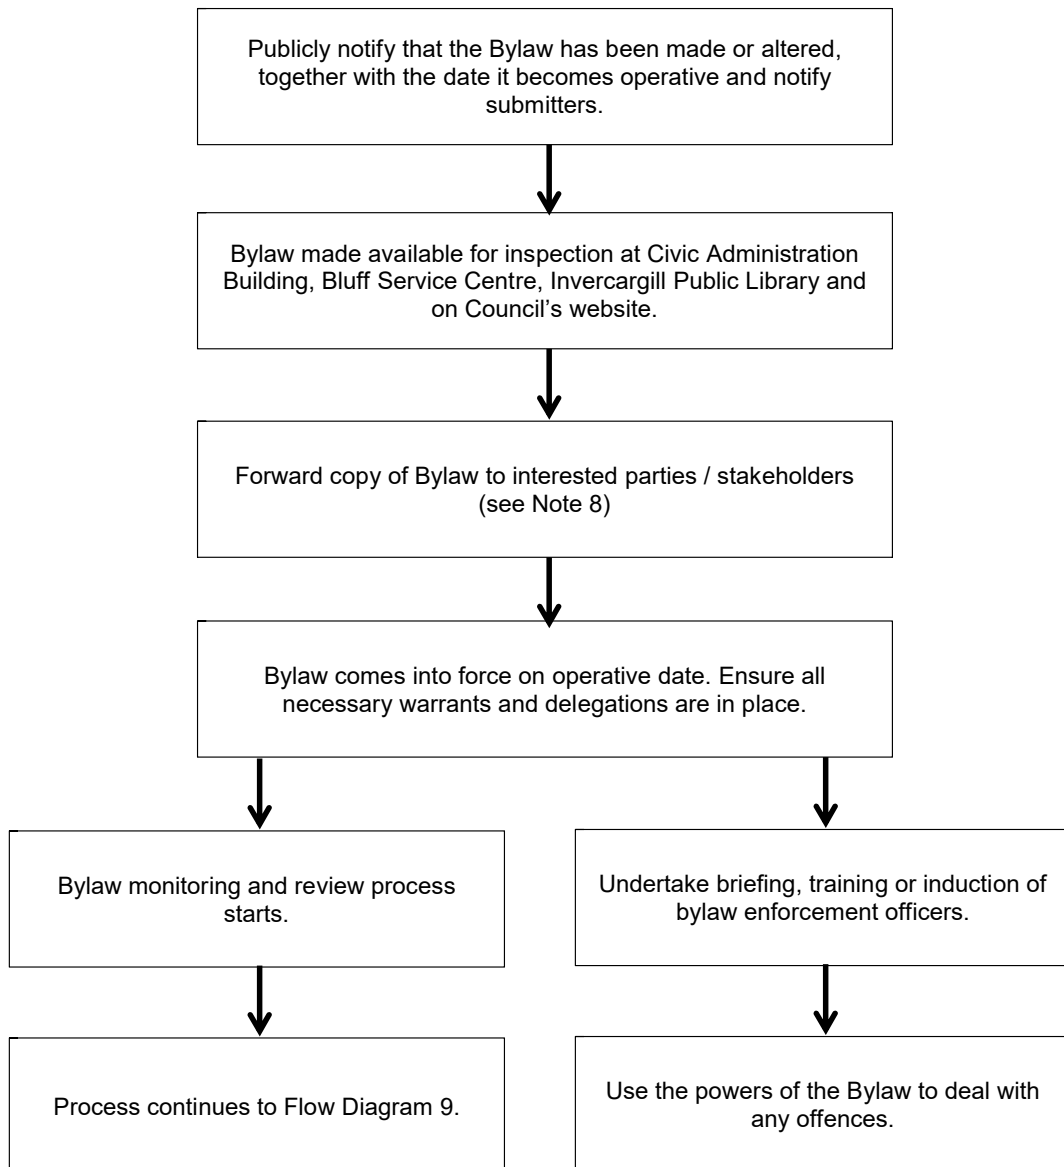 Publicly notify that the Bylaw has been made or altered,
together with the date it becomes operative and notify
submitters.
Bylaw made available for inspection at Civic Administration
Building, Bluff Service Centre, Invercargill Public Library and
on Council’s website.
Forward copy of Bylaw to interested parties / stakeholders
(see Note 8)
Bylaw comes into force on operative date. Ensure all
necessary warrants and delegations are in place.
Bylaw monitoring and review process
starts.
Undertake briefing, training or induction of
bylaw enforcement officers.
Process continues to Flow Diagram 9.
Use the powers of the Bylaw to deal with
any offences.